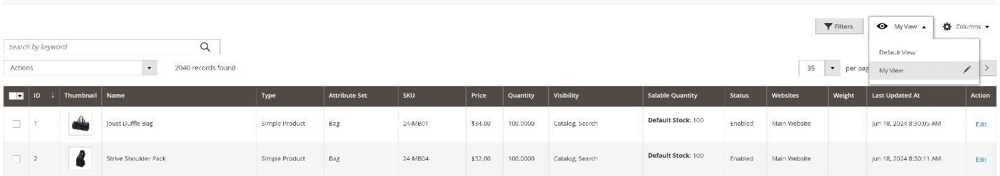 Filters
My View
Columns
Default View
My View
Search by keyword
Actions
2040 records found
35
per pag
ID ↓ Thumbnail Name Type Attribute Set SKU Price Quantity Visibility Salable Quantity Status Websites Weight Last Updated At Action
1 Joust Duffle Bag Simple Product Bag 24-MB01 $34.00 100.0000 Catalog, Search Default Stock: 100 Enabled Main Website Jun 18, 2024 8:30:05 AM Edit
2 Strive Shoulder Pack Simple Product Bag 24-MB04 $32.00 100.0000 Catalog, Search Default Stock: 100 Enabled Main Website Jun 18, 2024 8:30:11 AM Edit